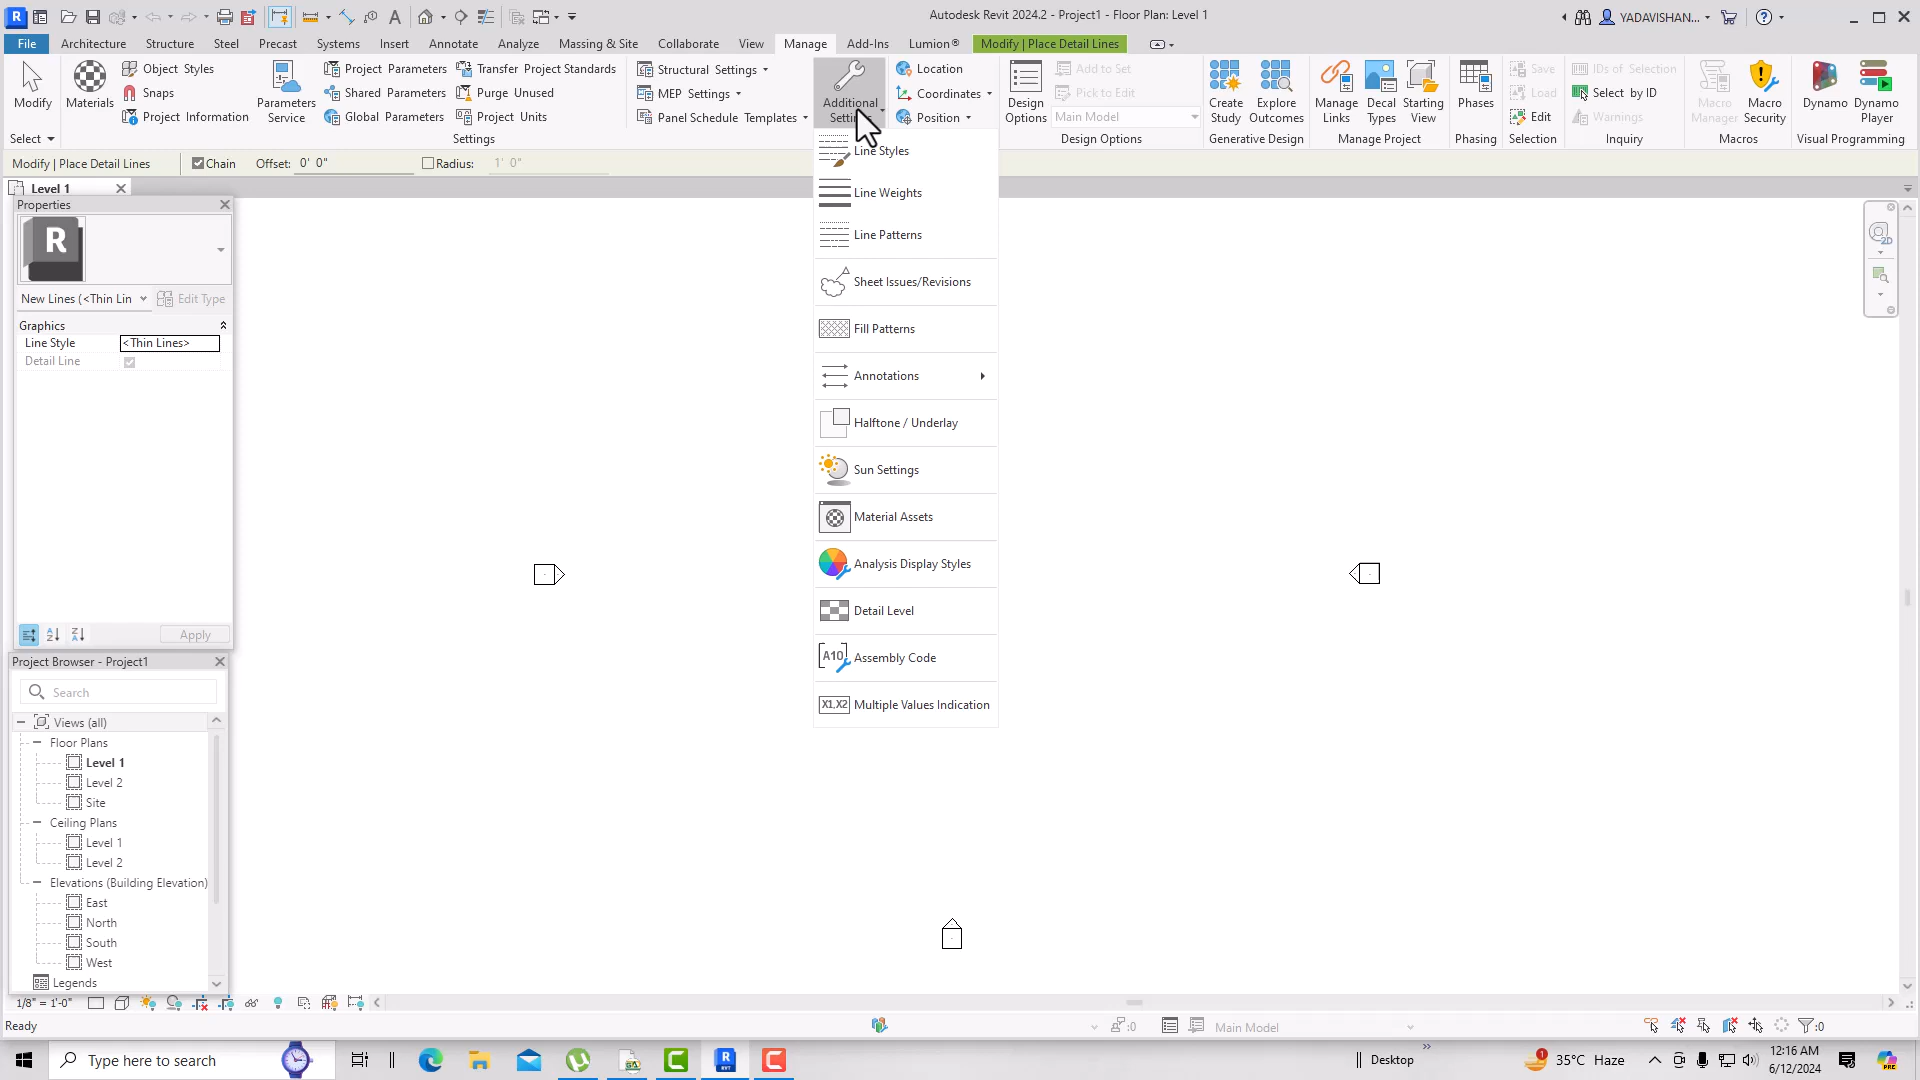 Autodesk Revit 2024.2 - Project1 - Floor Plan: Level 1
YADAVISHAN...
File Architecture Structure Steel Precast Systems Insert Annotate Analyze Massing & Site Collaborate View Manage Add-Ins Lumion® Modify | Place Detail Lines
Object Styles Project Parameters Transfer Project Standards Structural Settings Location Add to Set Save IDs of Selection
Snaps Shared Parameters Purge Unused MEP Settings Coordinates Pick to Edit Load Select by ID
Modify Materials Parameters Service Additional Settings Design Options Create Study Explore Outcomes Manage Links Decal Types Starting View Phases Macro Manager Macro Security Dynamo Dynamo Player
Project Information Global Parameters Project Units Panel Schedule Templates Position Main Model Edit Warnings
Select Settings Design Options Generative Design Manage Project Phasing Selection Inquiry Macros Visual Programming
Modify | Place Detail Lines Chain Offset: 0' 0" Radius: 1' 0"
Level 1
Properties
R
New Lines (<Thin Lin Edit Type
Graphics
Line Style <Thin Lines>
Detail Line
Apply
Line Styles
Line Weights
Line Patterns
Sheet Issues/Revisions
Fill Patterns
Annotations
Halftone / Underlay
Sun Settings
Material Assets
Analysis Display Styles
Detail Level
A10 Assembly Code
X1,X2 Multiple Values Indication
2D
Project Browser - Project1
Search
Views (all)
Floor Plans
Level 1
Level 2
Site
Ceiling Plans
Level 1
Level 2
Elevations (Building Elevation)
East
North
South
West
Legends
1/8" = 1'-0"
Ready :0 Main Model :0
Type here to search Desktop 35°C Haze 12:16 AM
6/12/2024